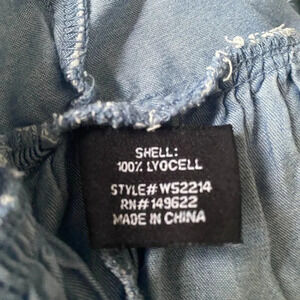 SHELL:
100% LYOCELL
STYLE# W52214
RN# 149622
MADE IN CHINA